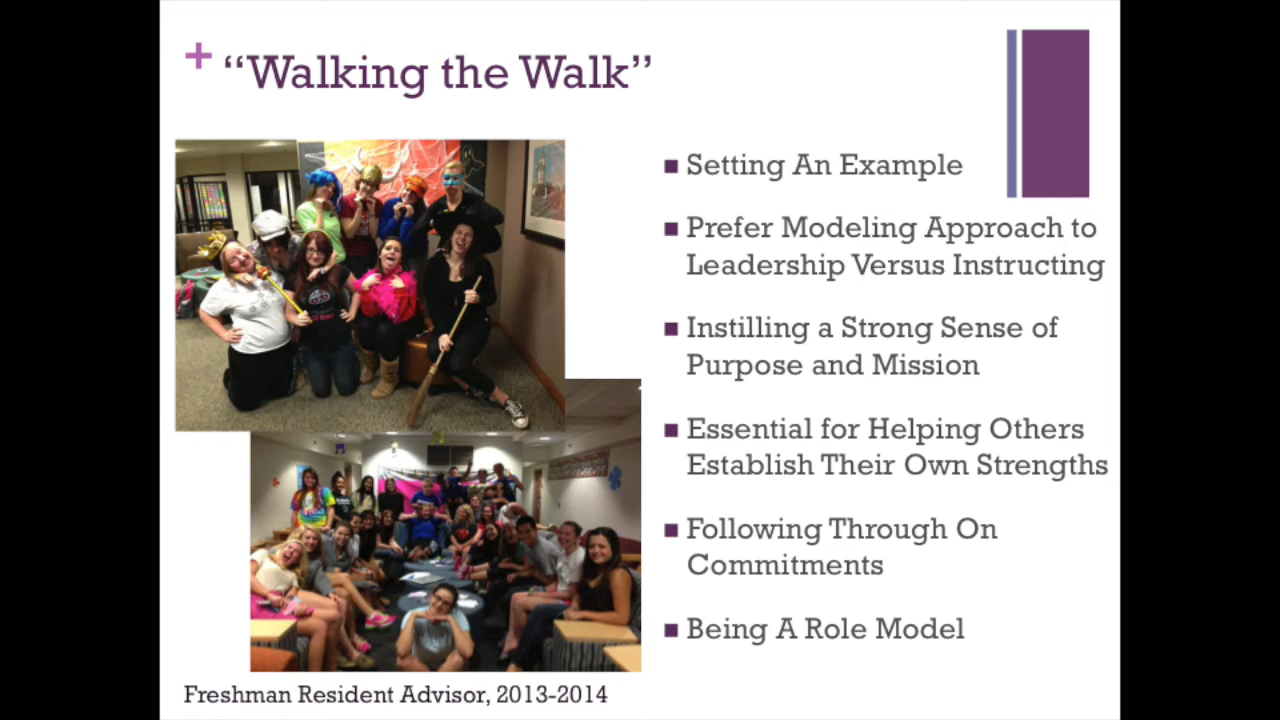 + “Walking the Walk”
■ Setting An Example
■ Prefer Modeling Approach to
Leadership Versus Instructing
■ Instilling a Strong Sense of
Purpose and Mission
■ Essential for Helping Others
Establish Their Own Strengths
■ Following Through On
Commitments
■ Being A Role Model
Freshman Resident Advisor, 2013-2014